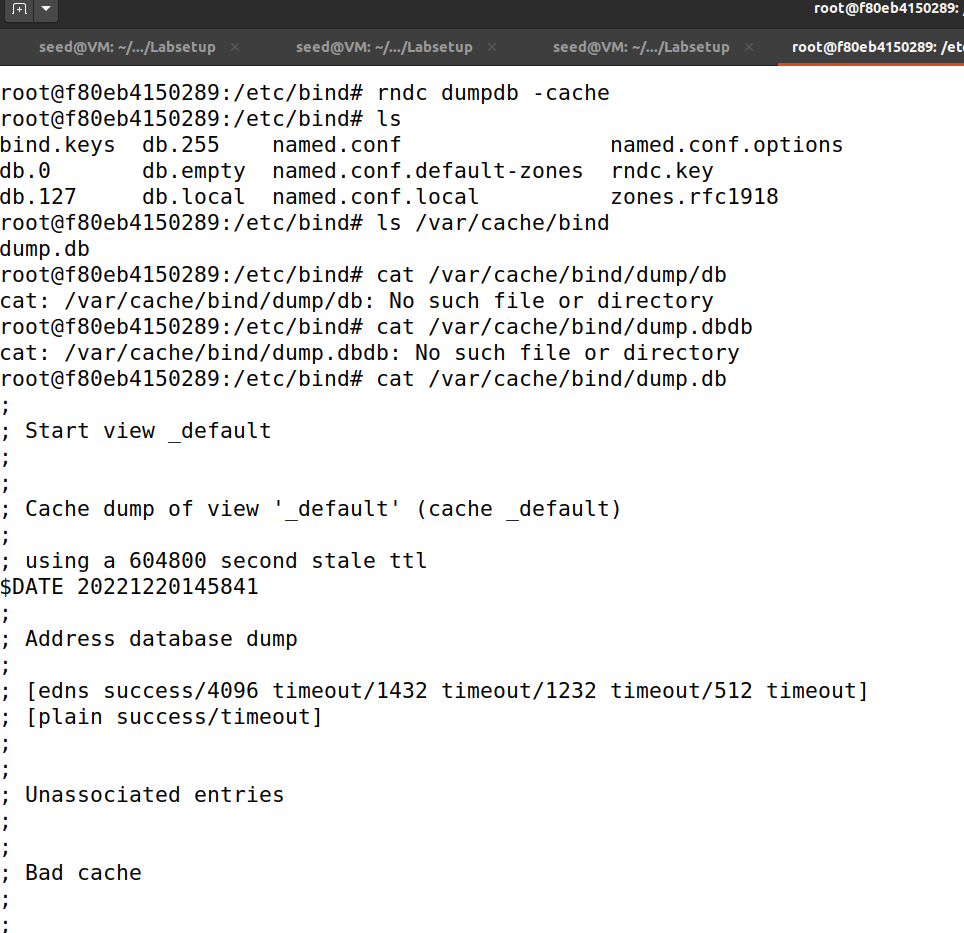 root@f80eb4150289:
seed@VM: ~/.../Labsetup × seed@VM: ~/.../Labsetup × seed@VM: ~/.../Labsetup × root@f80eb4150289: /etc
root@f80eb4150289:/etc/bind# rndc dumpdb -cache
root@f80eb4150289:/etc/bind# ls
bind.keys  db.255    named.conf                named.conf.options
db.0       db.empty  named.conf.default-zones  rndc.key
db.127     db.local  named.conf.local          zones.rfc1918
root@f80eb4150289:/etc/bind# ls /var/cache/bind
dump.db
root@f80eb4150289:/etc/bind# cat /var/cache/bind/dump/db
cat: /var/cache/bind/dump/db: No such file or directory
root@f80eb4150289:/etc/bind# cat /var/cache/bind/dump.dbdb
cat: /var/cache/bind/dump.dbdb: No such file or directory
root@f80eb4150289:/etc/bind# cat /var/cache/bind/dump.db
;
; Start view _default
;
;
; Cache dump of view '_default' (cache _default)
;
; using a 604800 second stale ttl
$DATE 20221220145841
;
; Address database dump
;
; [edns success/4096 timeout/1432 timeout/1232 timeout/512 timeout]
; [plain success/timeout]
;
;
; Unassociated entries
;
;
; Bad cache
;
;